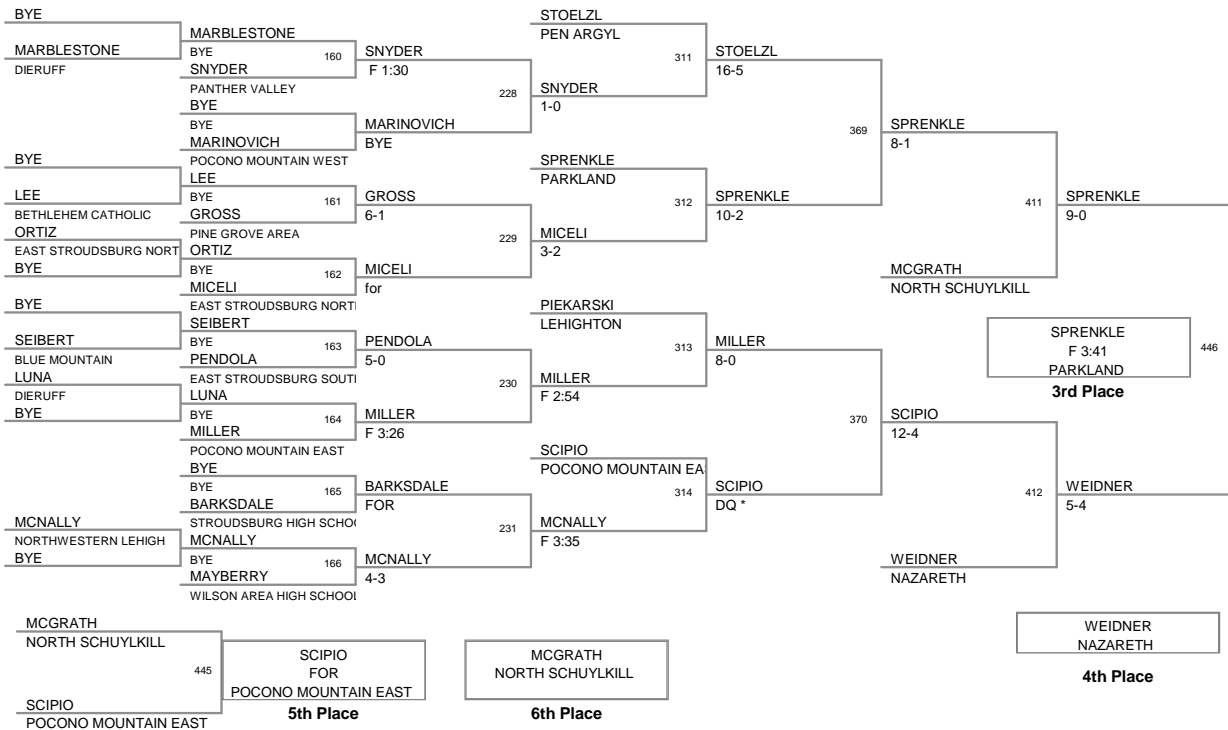 BYE
MARBLESTONE
DIERUFF
BYE
LEE
BETHLEHEM CATHOLIC
ORTIZ
EAST STROUDSBURG NORT
BYE
BYE
SEIBERT
BLUE MOUNTAIN
LUNA
DIERUFF
BYE
MCNALLY
NORTHWESTERN LEHIGH
BYE
MARBLESTONE
BYE
160
SNYDER
PANTHER VALLEY
BYE
BYE
MARINOVICH
POCONO MOUNTAIN WEST
LEE
BYE
161
GROSS
PINE GROVE AREA
ORTIZ
BYE
162
MICELI
EAST STROUDSBURG NORT
SEIBERT
BYE
163
PENDOLA
EAST STROUDSBURG SOUT
LUNA
BYE
164
MILLER
POCONO MOUNTAIN EAST
BYE
BYE
165
BARKSDALE
STROUDSBURG HIGH SCHO
MCNALLY
BYE
166
MAYBERRY
WILSON AREA HIGH SCHOOL
SNYDER
F 1:30
228
MARINOVICH
BYE
GROSS
6-1
229
MICELI
for
PENDOLA
5-0
230
MILLER
F 3:26
BARKSDALE
FOR
231
MCNALLY
4-3
STOELZL
PEN ARGYL
311
SNYDER
1-0
SPRENKLE
PARKLAND
312
MICELI
3-2
PIEKARSKI
LEHIGHTON
313
MILLER
F 2:54
SCIPIO
POCONO MOUNTAIN EA
314
MCNALLY
F 3:35
STOELZL
16-5
369
SPRENKLE
10-2
MILLER
8-0
370
SCIPIO
DQ *
SPRENKLE
8-1
411
MCGRATH
NORTH SCHUYLKILL
SCIPIO
12-4
412
WEIDNER
NAZARETH
SPRENKLE
9-0
WEIDNER
5-4
SPRENKLE
F 3:41
PARKLAND
446
3rd Place
WEIDNER
NAZARETH
4th Place
MCGRATH
NORTH SCHUYLKILL
445
SCIPIO
POCONO MOUNTAIN EAST
SCIPIO
FOR
POCONO MOUNTAIN EAST
5th Place
MCGRATH
NORTH SCHUYLKILL
6th Place